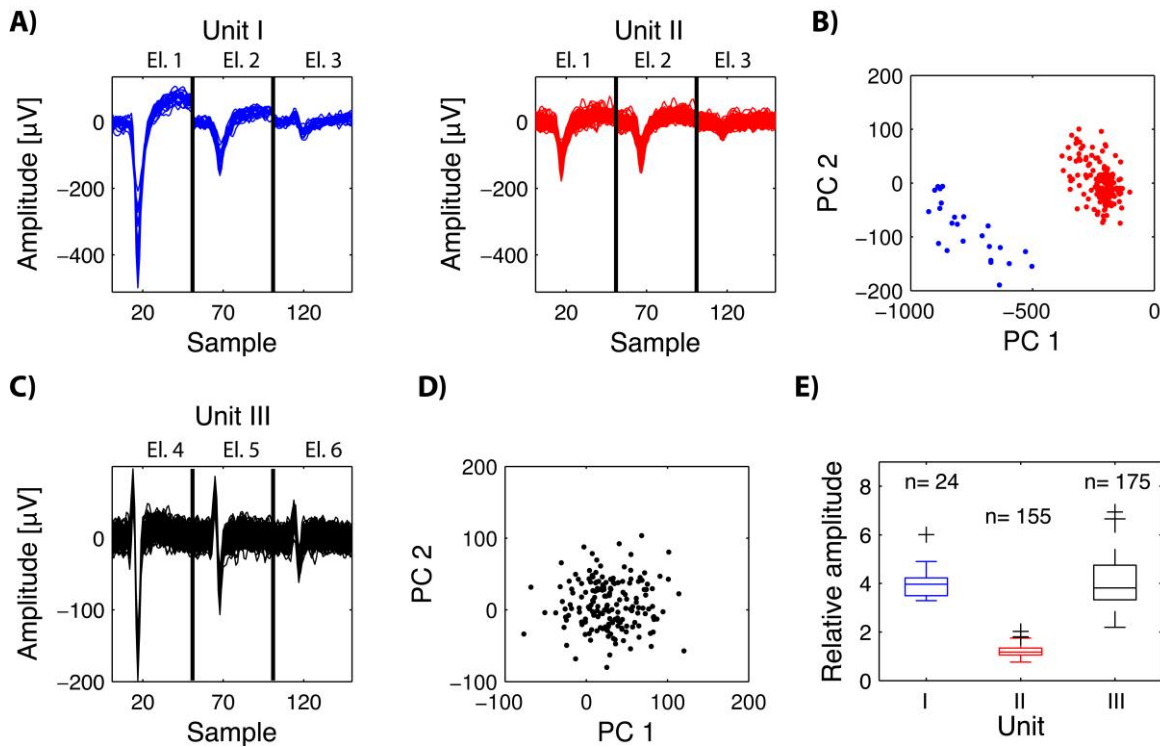 A)
Unit I
El. 1 El. 2 El. 3
Amplitude [µV]
0
−200
−400
20 70 120
Sample
Unit II
El. 1 El. 2 El. 3
Amplitude [µV]
0
−200
−400
20 70 120
Sample
B)
PC 2
200
100
0
−100
−200
−1000 −500 0
PC 1
C)
Unit III
El. 4 El. 5 El. 6
Amplitude [µV]
0
−100
−200
20 70 120
Sample
D)
PC 2
200
100
0
−100
−100 0 100 200
PC 1
E)
Relative amplitude
8
6
4
2
0
n= 24
n= 155
n= 175
I II III
Unit